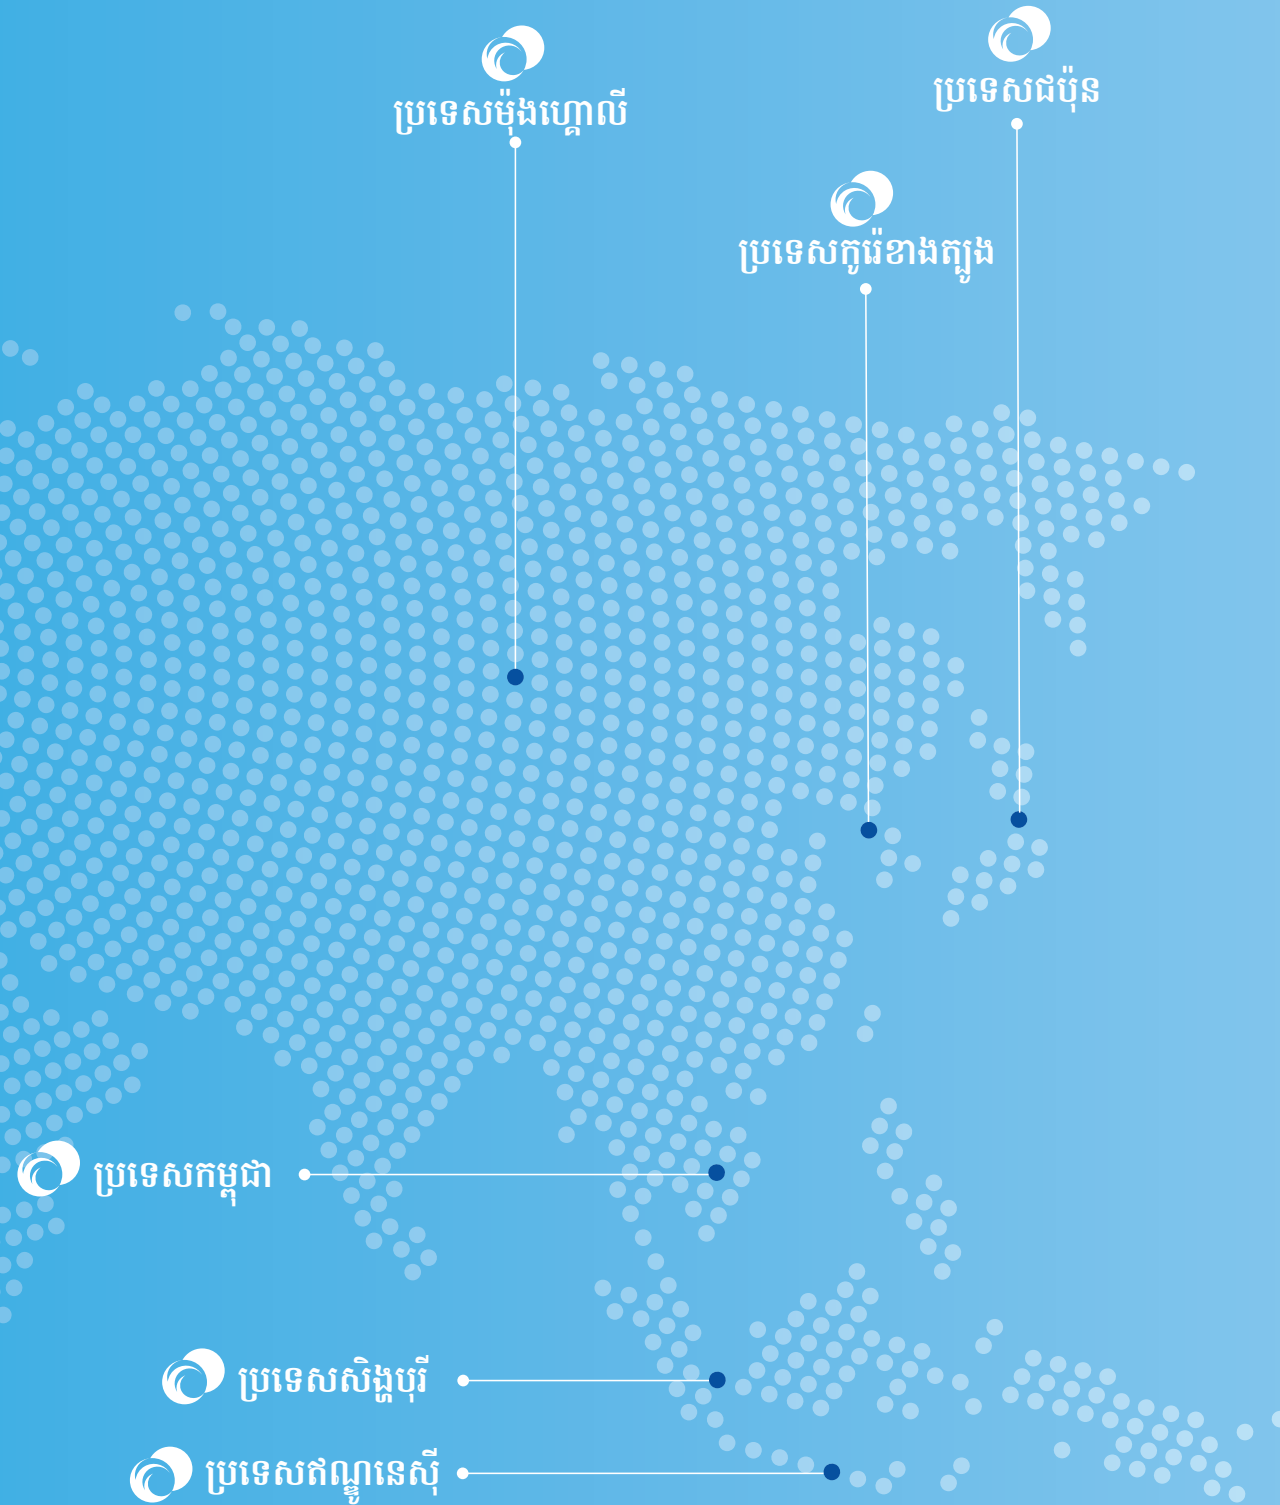 ប្រទេសជប៉ុន
ប្រទេសម៉ុងហ្គោលី
ប្រទេសកូរ៉េខាងត្បូង
ប្រទេសកម្ពុជា
ប្រទេសសិង្ហបុរី
ប្រទេសឥណ្ឌូនេស៊ី